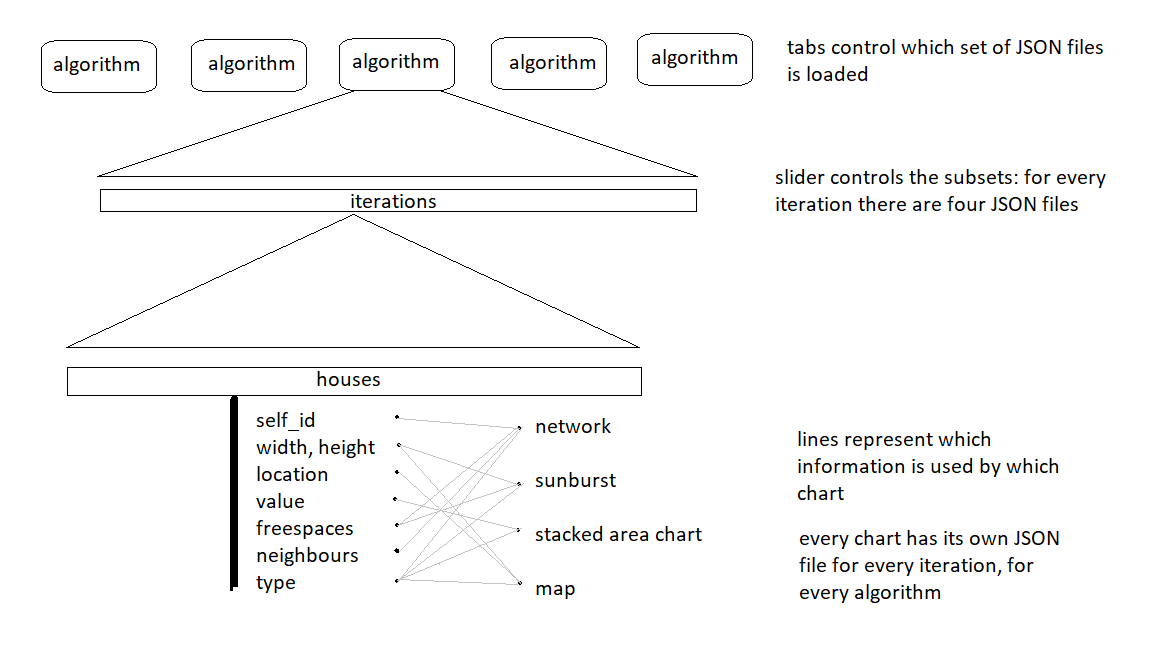 algorithm
algorithm
algorithm
algorithm
algorithm
tabs control which set of JSON files
is loaded
slider controls the subsets: for every
iteration there are four JSON files
iterations
houses
self_id
width, height
location
value
freespaces
neighbours
type
network
sunburst
stacked area chart
map
lines represent which
information is used by which
chart
every chart has its own JSON
file for every iteration, for
every algorithm